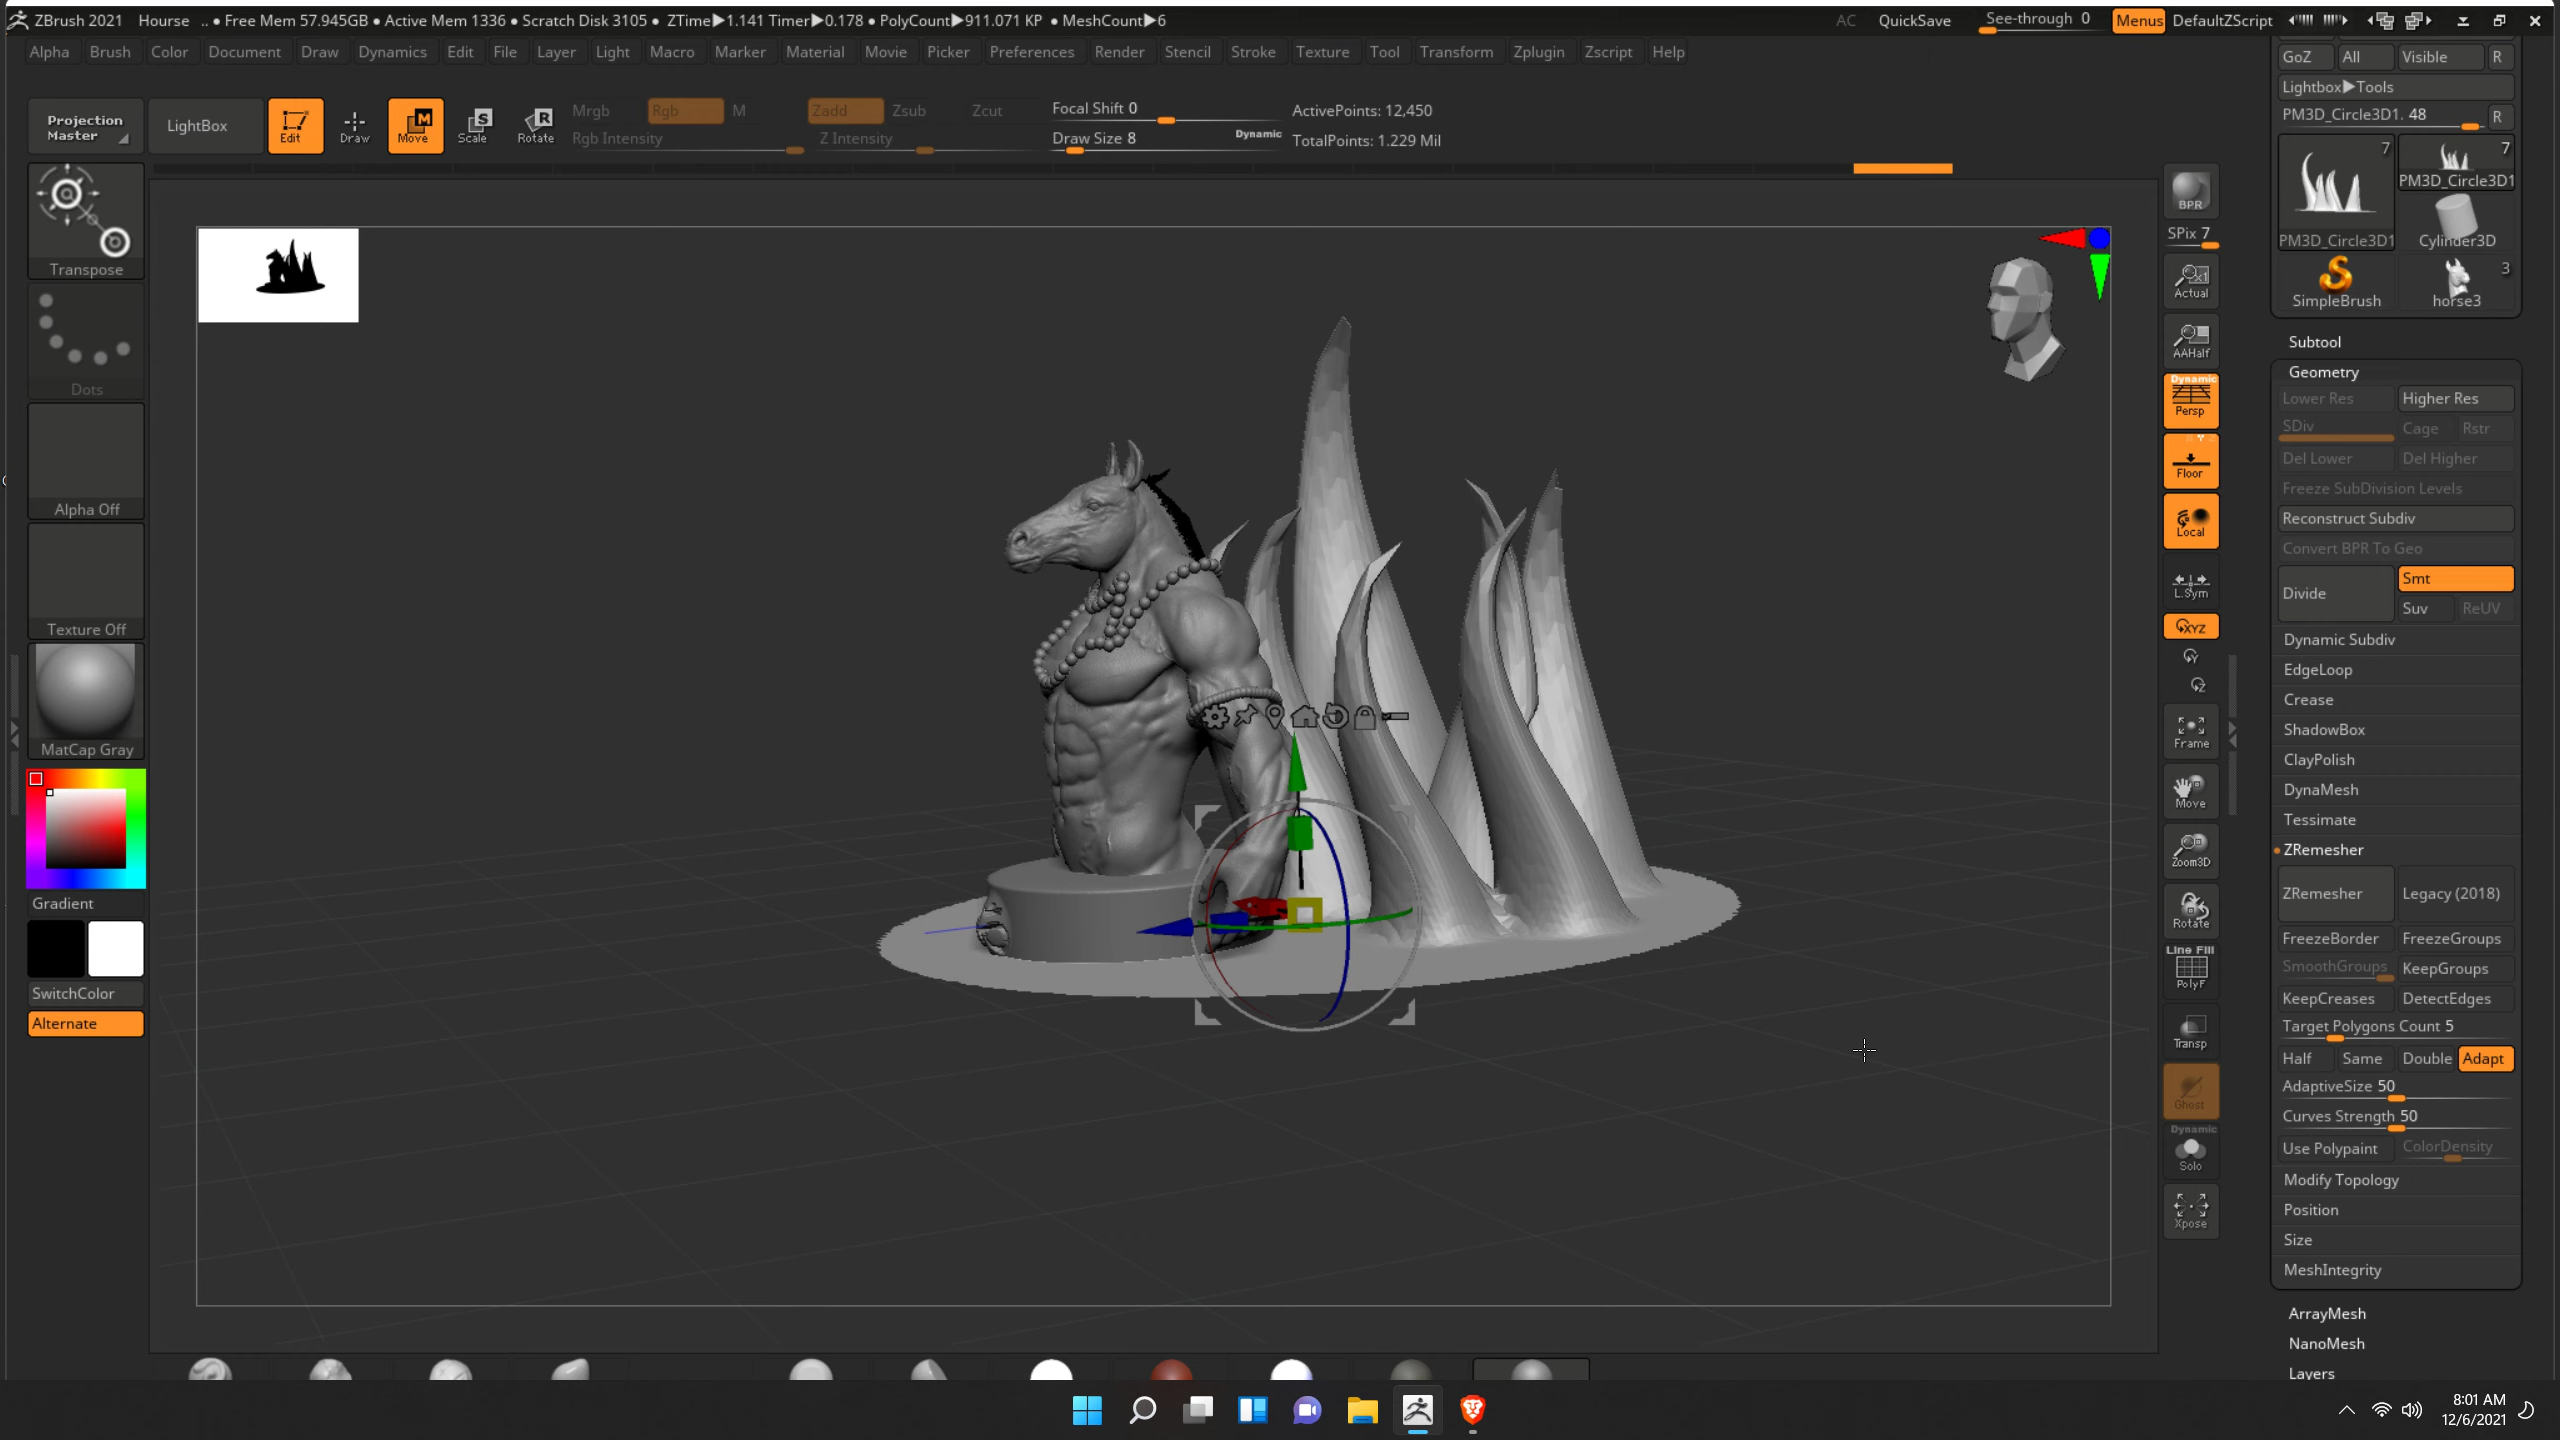 ZBrush 2021 Hourse .. • Free Mem 57.945GB • Active Mem 1336 • Scratch Disk 3105 • ZTime▶1.141 Timer▶0.178 • PolyCount▶911.071 KP • MeshCount▶6
AC QuickSave See-through 0 Menus DefaultZScript
Alpha Brush Color Document Draw Dynamics Edit File Layer Light Macro Marker Material Movie Picker Preferences Render Stencil Stroke Texture Tool Transform Zplugin Zscript Help
Projection Master
LightBox
Edit
Draw
Move
Scale
Rotate
Mrgb Rgb M
Rgb Intensity
Zadd Zsub Zcut
Z Intensity
Focal Shift 0
Draw Size 8
Dynamic
ActivePoints: 12,450
TotalPoints: 1.229 Mil
Transpose
Dots
Alpha Off
Texture Off
MatCap Gray
Gradient
SwitchColor
Alternate
BPR
SPix 7
Actual
AAHalf
Dynamic
Persp
Floor
Local
L.Sym
XYZ
Y
Z
Frame
Move
Zoom3D
Rotate
Line Fill
PolyF
Transp
Ghost
Dynamic
Solo
Xpose
GoZ All Visible R
Lightbox▶Tools
PM3D_Circle3D1. 48 R
7
7
PM3D_Circle3D1
PM3D_Circle3D1
Cylinder3D
SimpleBrush
3
horse3
Subtool
Geometry
Lower Res Higher Res
SDiv Cage Rstr
Del Lower Del Higher
Freeze SubDivision Levels
Reconstruct Subdiv
Convert BPR To Geo
Divide
Smt
Suv ReUV
Dynamic Subdiv
EdgeLoop
Crease
ShadowBox
ClayPolish
DynaMesh
Tessimate
ZRemesher
ZRemesher Legacy (2018)
FreezeBorder FreezeGroups
SmoothGroups KeepGroups
KeepCreases DetectEdges
Target Polygons Count 5
Half Same Double Adapt
AdaptiveSize 50
Curves Strength 50
Use Polypaint ColorDensity
Modify Topology
Position
Size
MeshIntegrity
ArrayMesh
NanoMesh
Layers
8:01 AM
12/6/2021